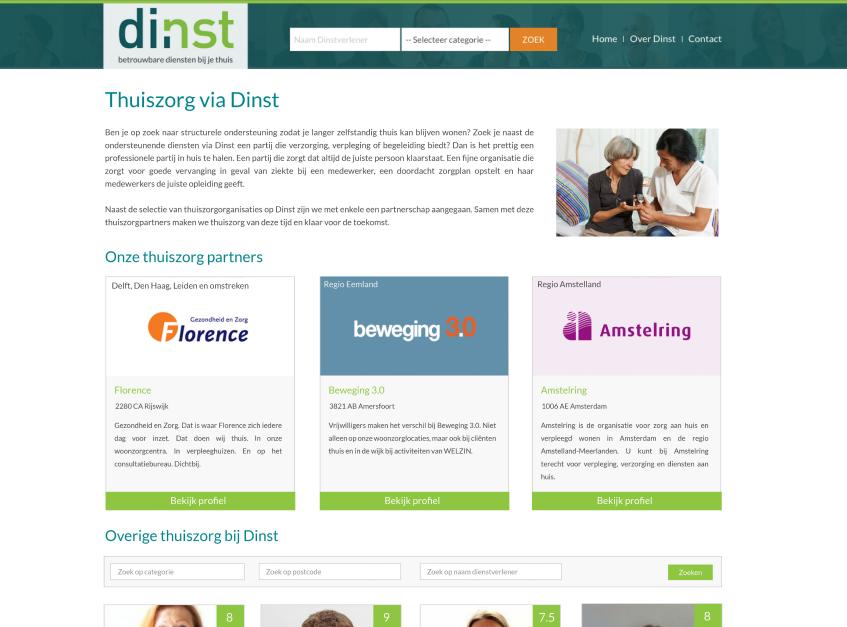 dinst
betrouwbare diensten bij je thuis
Naam Dinstverlener
-- Selecteer categorie --
ZOEK
Home | Over Dinst | Contact
Thuiszorg via Dinst
Ben je op zoek naar structurele ondersteuning zodat je langer zelfstandig thuis kan blijven wonen? Zoek je naast de
ondersteunende diensten via Dinst een partij die verzorging, verpleging of begeleiding biedt? Dan is het prettig een
professionele partij in huis te halen. Een partij die zorgt dat altijd de juiste persoon klaarstaat. Een fijne organisatie die
zorgt voor goede vervanging in geval van ziekte bij een medewerker, een doordacht zorgplan opstelt en haar
medewerkers de juiste opleiding geeft.
Naast de selectie van thuiszorgorganisaties op Dinst zijn we met enkele een partnerschap aangegaan. Samen met deze
thuiszorgpartners maken we thuiszorg van deze tijd en klaar voor de toekomst.
Onze thuiszorg partners
Delft, Den Haag, Leiden en omstreken
Gezondheid en Zorg
Florence
Florence
2280 CA Rijswijk
Gezondheid en Zorg. Dat is waar Florence zich iedere
dag voor inzet. Dat doen wij thuis. In onze
woonzorgcentra. In verpleeghuizen. En op het
consultatiebureau. Dichtbij.
Bekijk profiel
Regio Eemland
beweging 3.0
Beweging 3.0
3821 AB Amersfoort
Vrijwilligers maken het verschil bij Beweging 3.0. Niet
alleen op onze woonzorglocaties, maar ook bij cliënten
thuis en in de wijk bij activiteiten van WELZIN.
Bekijk profiel
Regio Amstelland
Amstelring
Amstelring
1006 AE Amsterdam
Amstelring is de organisatie voor zorg aan huis en
verpleegd wonen in Amsterdam en de regio
Amstelland-Meerlanden. U kunt bij Amstelring
terecht voor verpleging, verzorging en diensten aan
huis.
Bekijk profiel
Overige thuiszorg bij Dinst
Zoek op categorie
Zoek op postcode
Zoek op naam dienstverlener
Zoeken
8
9
7.5
8